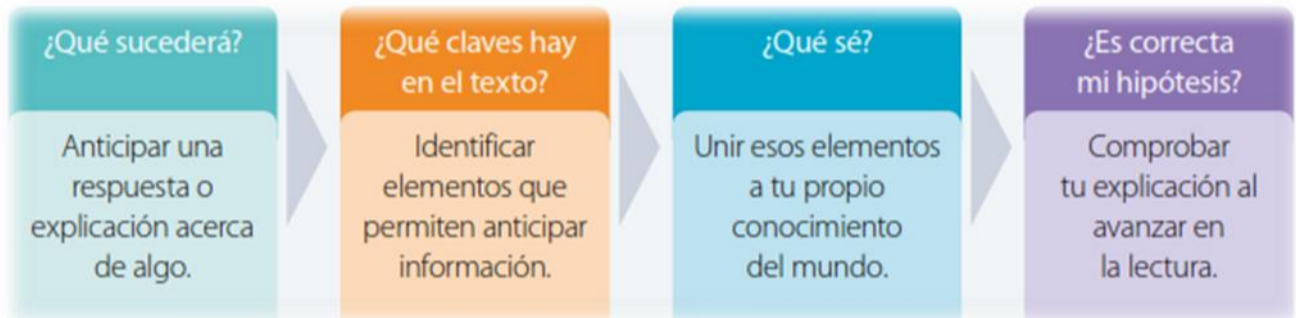 ¿Qué sucederá?
Anticipar una
respuesta o
explicación acerca
de algo.
¿Qué claves hay
en el texto?
Identificar
elementos que
permiten anticipar
información.
¿Qué sé?
Unir esos elementos
a tu propio
conocimiento
del mundo.
¿Es correcta
mi hipótesis?
Comprobar
tu explicación al
avanzar en
la lectura.